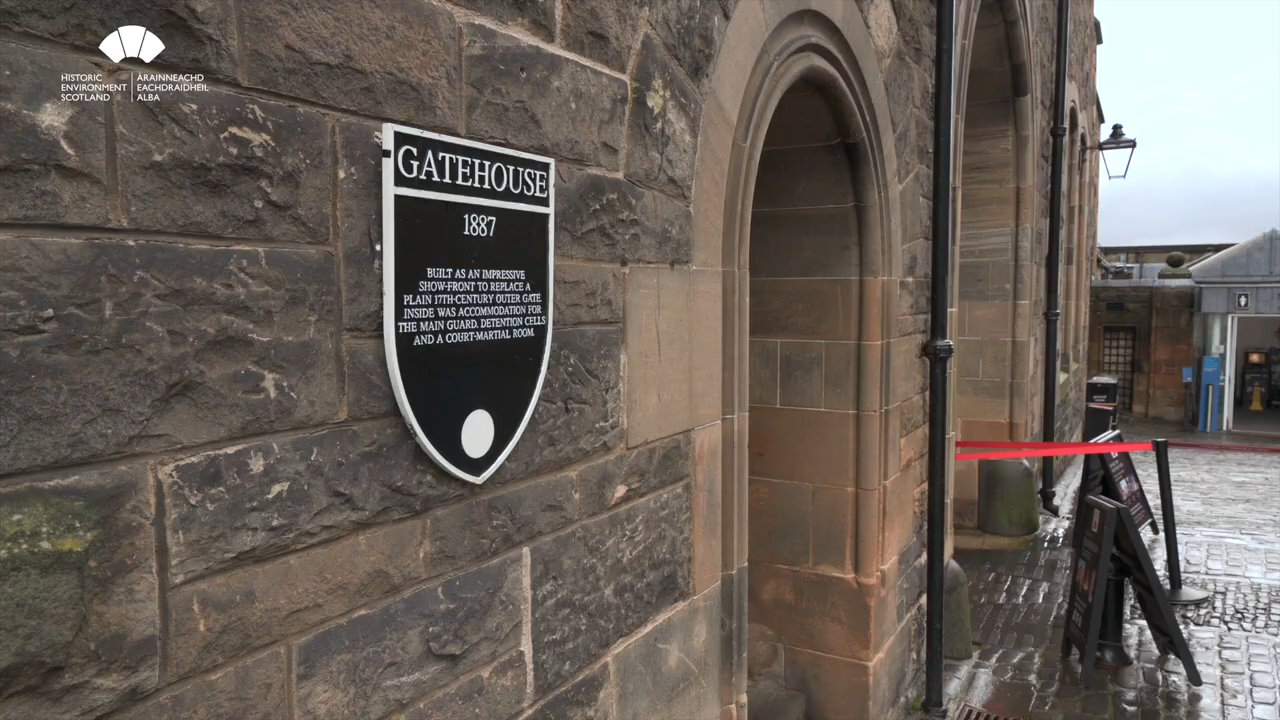 HISTORIC
ENVIRONMENT
SCOTLAND
ÀRAINNEACHD
EACHDRAIDHEIL
ALBA
GATEHOUSE
1887
BUILT AS AN IMPRESSIVE
SHOW-FRONT TO REPLACE A
PLAIN 17TH-CENTURY OUTER GATE
INSIDE WAS ACCOMMODATION FOR
THE MAIN GUARD, DETENTION CELLS
AND A COURT-MARTIAL ROOM.